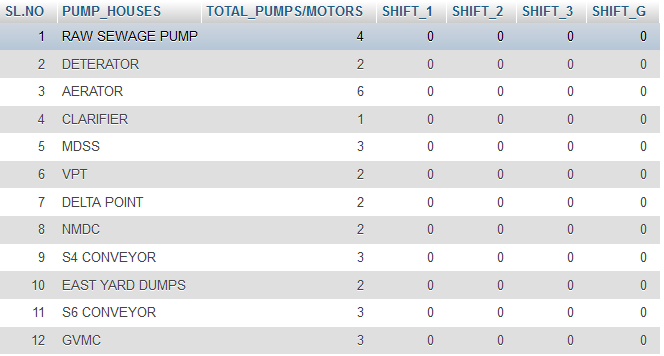 SL.NO PUMP_HOUSES TOTAL_PUMPS/MOTORS SHIFT_1 SHIFT_2 SHIFT_3 SHIFT_G
1 RAW SEWAGE PUMP 4 0 0 0 0
2 DETERATOR 2 0 0 0 0
3 AERATOR 6 0 0 0 0
4 CLARIFIER 1 0 0 0 0
5 MDSS 3 0 0 0 0
6 VPT 2 0 0 0 0
7 DELTA POINT 2 0 0 0 0
8 NMDC 2 0 0 0 0
9 S4 CONVEYOR 3 0 0 0 0
10 EAST YARD DUMPS 2 0 0 0 0
11 S6 CONVEYOR 3 0 0 0 0
12 GVMC 3 0 0 0 0